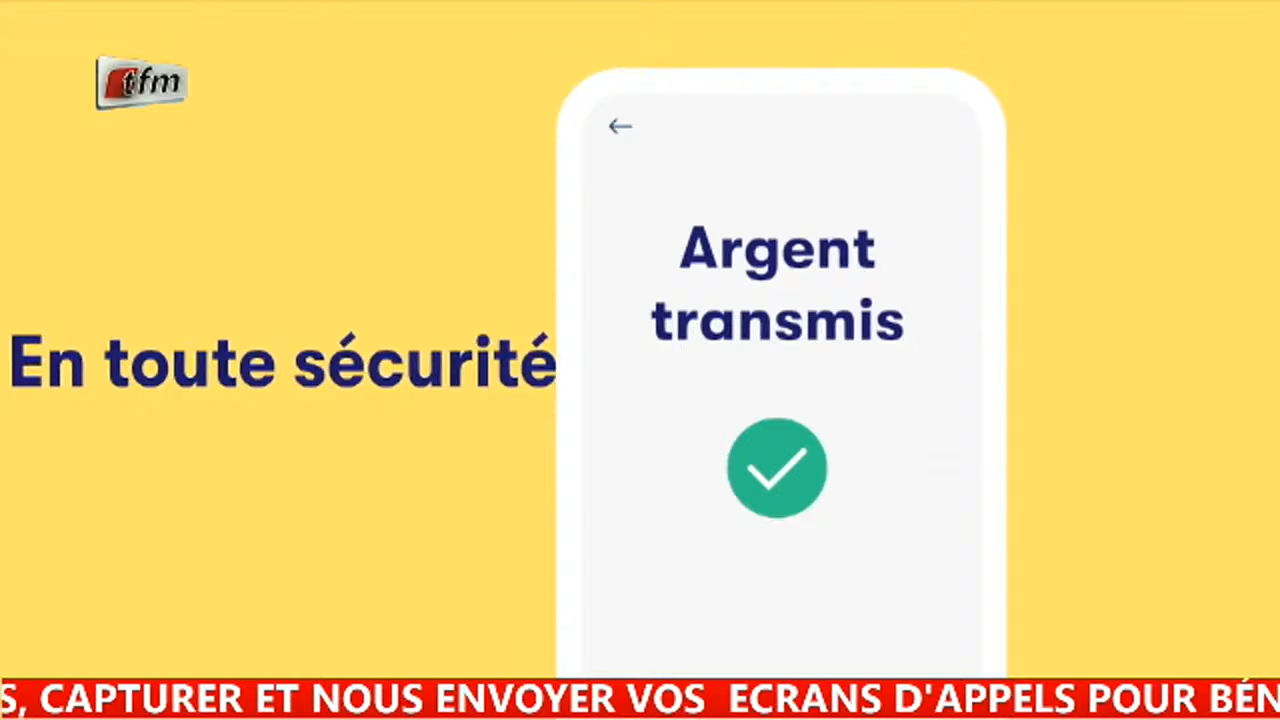 tfm
Argent
transmis
En toute sécurité
, CAPTURER ET NOUS ENVOYER VOS ECRANS D'APPELS POUR